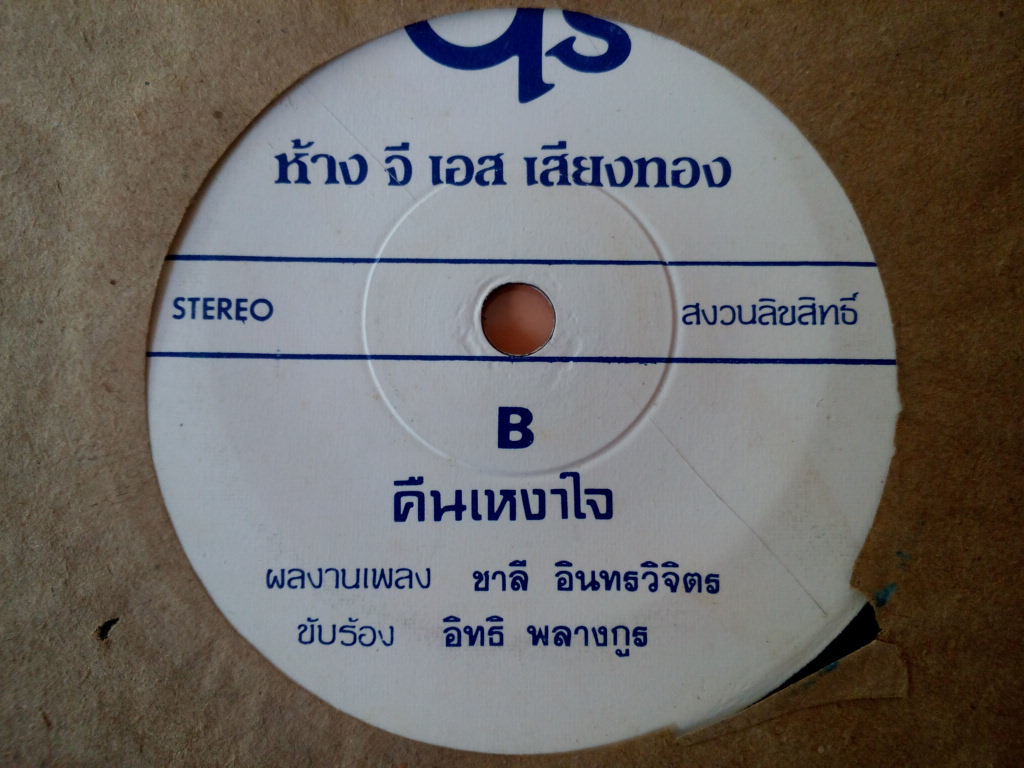 ห้าง จี เอส เสียงทอง
STEREO
สงวนลิขสิทธิ์
B
คืนเหงาใจ
ผลงานเพลง ชาลี อินทรวิจิตร
ขับร้อง อิทธิ พลางกูร